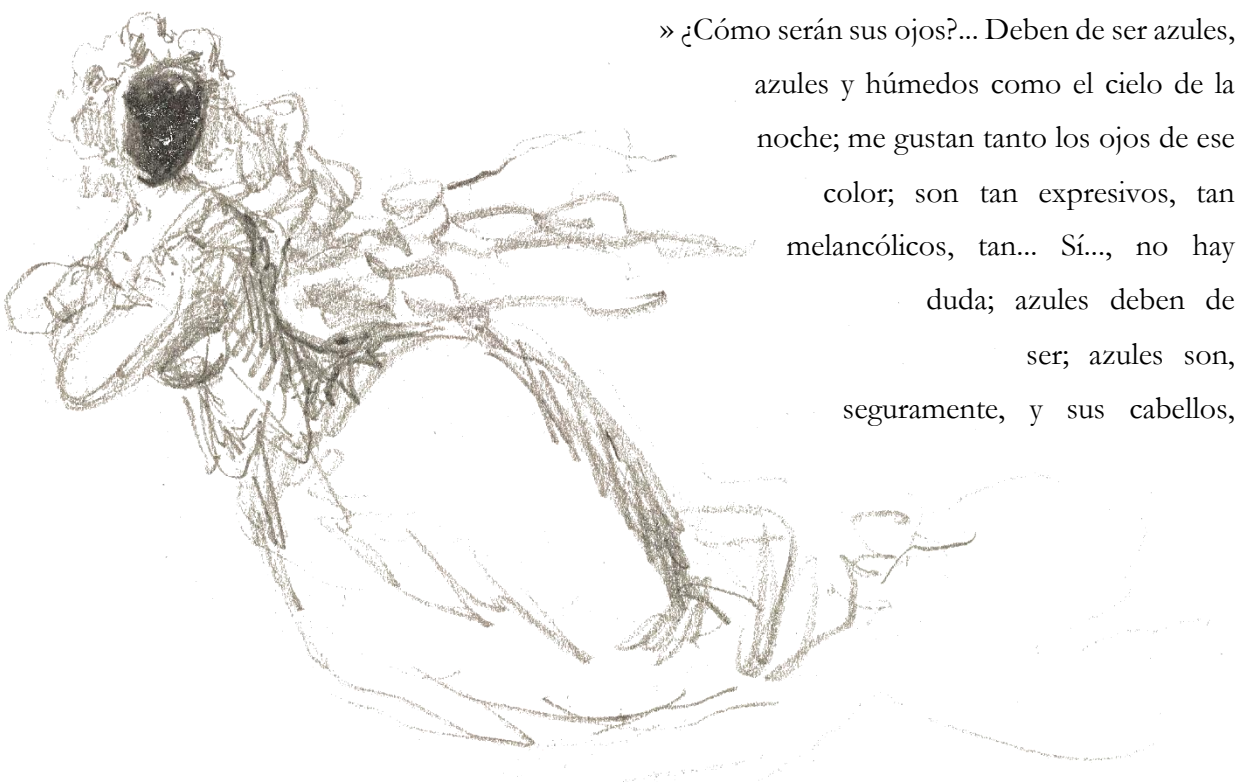 » ¿Cómo serán sus ojos?... Deben de ser azules,
azules y húmedos como el cielo de la
noche; me gustan tanto los ojos de ese
color; son tan expresivos, tan
melancólicos, tan... Sí..., no hay
duda; azules deben de
ser; azules son,
seguramente, y sus cabellos,